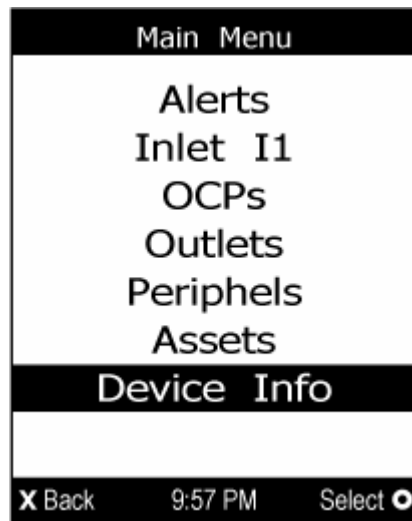 Main Menu
Alerts
Inlet I1
OCPs
Outlets
Periphels
Assets
Device Info
X Back 9:57 PM Select